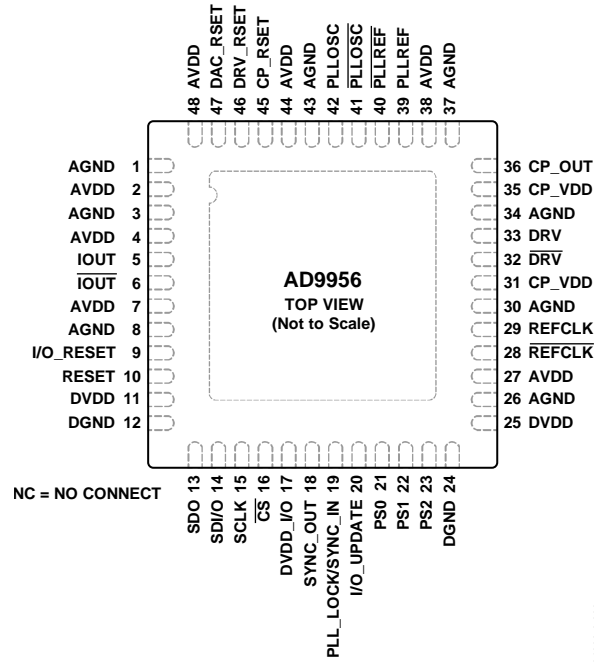 48 AVDD
47 DAC_RSET
46 DRV_RSET
45 CP_RSET
44 AVDD
43 AGND
42 PLLOSC
41 PLLOSC
40 PLLREF
39 PLLREF
38 AVDD
37 AGND
AGND 1
AVDD 2
AGND 3
AVDD 4
IOUT 5
IOUT 6
AVDD 7
AGND 8
I/O_RESET 9
RESET 10
DVDD 11
DGND 12
36 CP_OUT
35 CP_VDD
34 AGND
33 DRV
32 DRV
31 CP_VDD
30 AGND
29 REFCLK
28 REFCLK
27 AVDD
26 AGND
25 DVDD
AD9956
TOP VIEW
(Not to Scale)
NC = NO CONNECT
SDO 13
SDI/O 14
SCLK 15
CS 16
DVDD_I/O 17
SYNC_OUT 18
PLL_LOCK/SYNC_IN 19
I/O_UPDATE 20
PS0 21
PS1 22
PS2 23
DGND 24